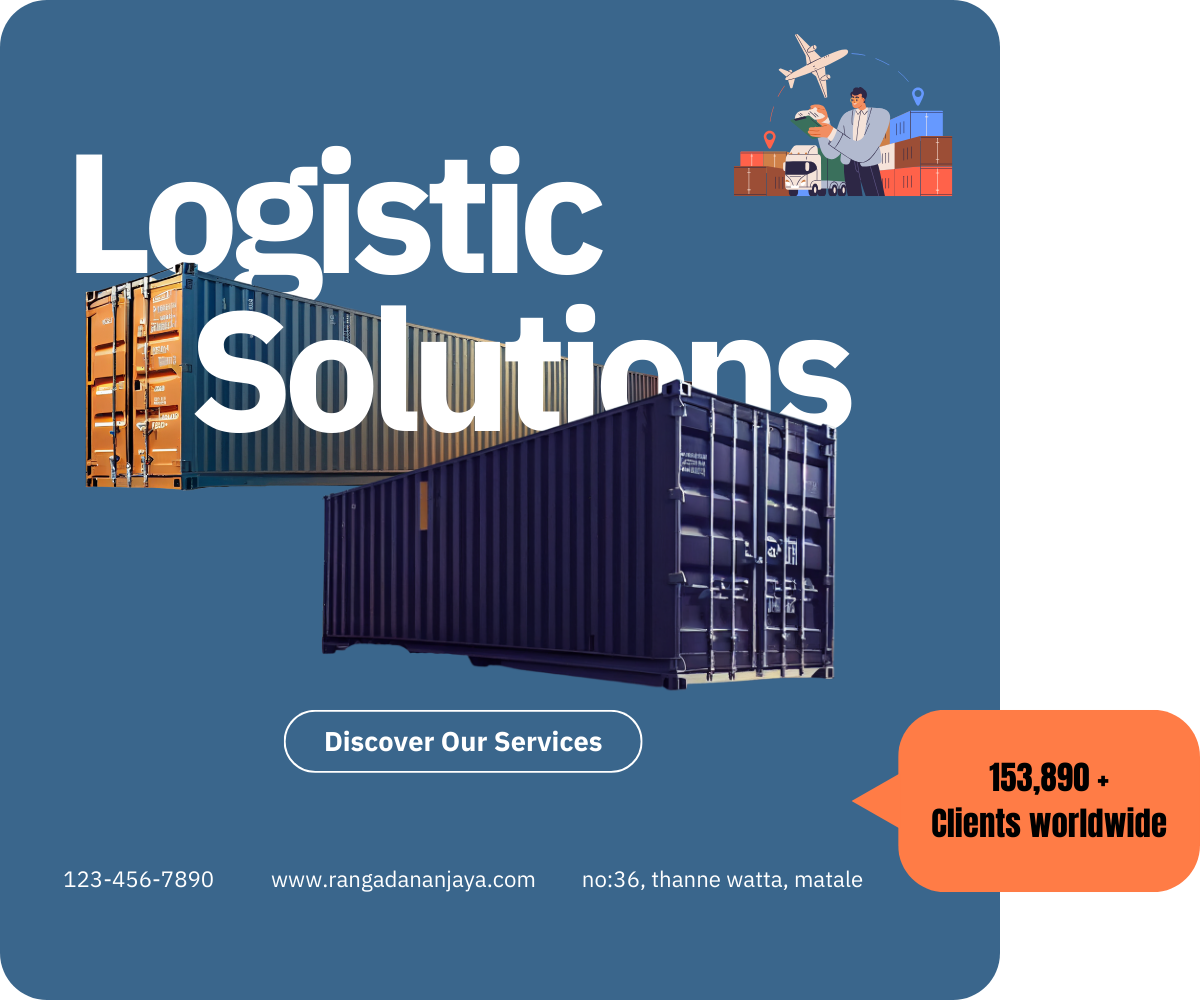 Logistic
Solutions
Discover Our Services
153,890 +
Clients worldwide
123-456-7890
www.rangadananjaya.com
no:36, thanne watta, matale